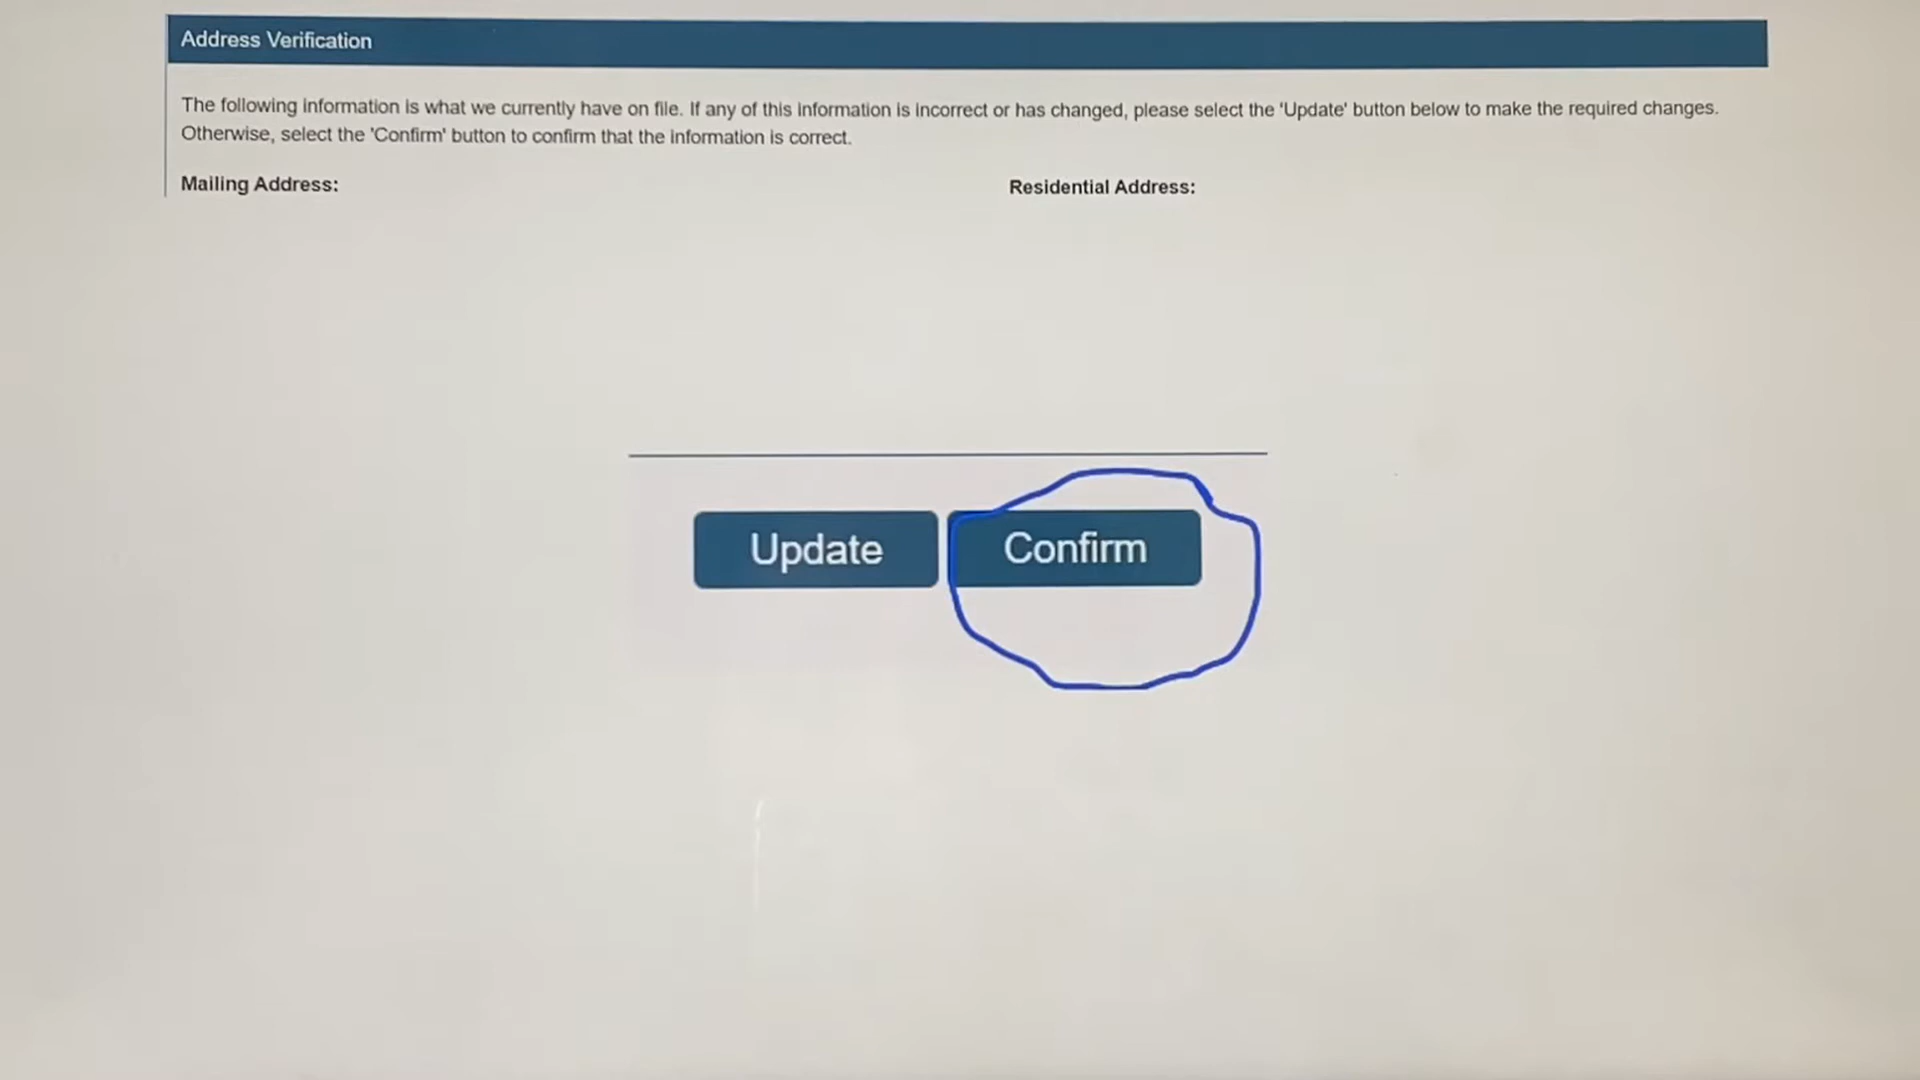 Address Verification
The following information is what we currently have on file. If any of this information is incorrect or has changed, please select the 'Update' button below to make the required changes.
Otherwise, select the 'Confirm' button to confirm that the information is correct.
Mailing Address:
Residential Address:
Update
Confirm